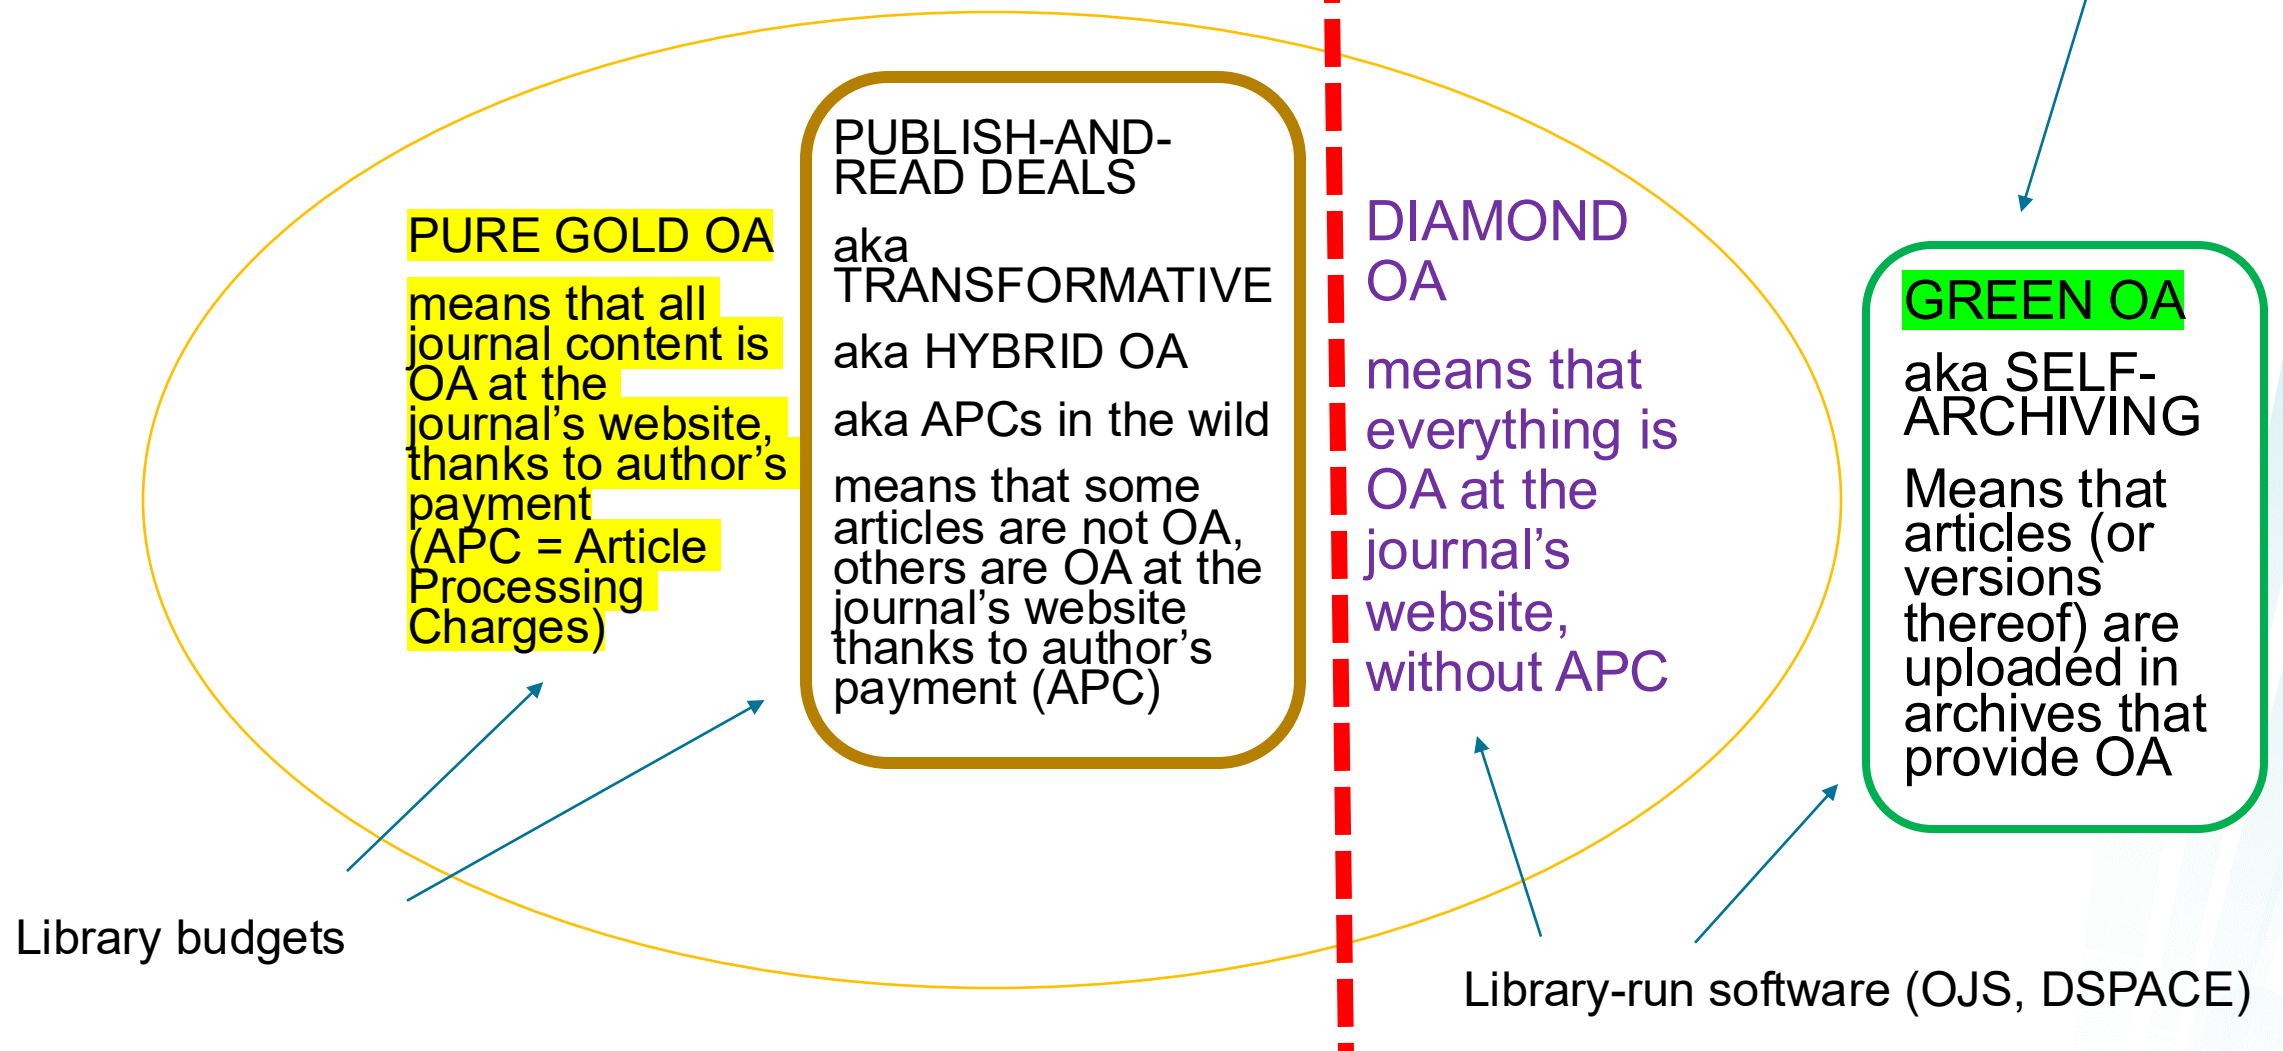 PURE GOLD OA
means that all
journal content is
OA at the
journal’s website,
thanks to author’s
payment
(APC = Article
Processing
Charges)
PUBLISH-AND-
READ DEALS
aka
TRANSFORMATIVE
aka HYBRID OA
aka APCs in the wild
means that some
articles are not OA,
others are OA at the
journal’s website
thanks to author’s
payment (APC)
DIAMOND
OA
means that
everything is
OA at the
journal’s
website,
without APC
GREEN OA
aka SELF-
ARCHIVING
Means that
articles (or
versions
thereof) are
uploaded in
archives that
provide OA
Library budgets
Library-run software (OJS, DSPACE)